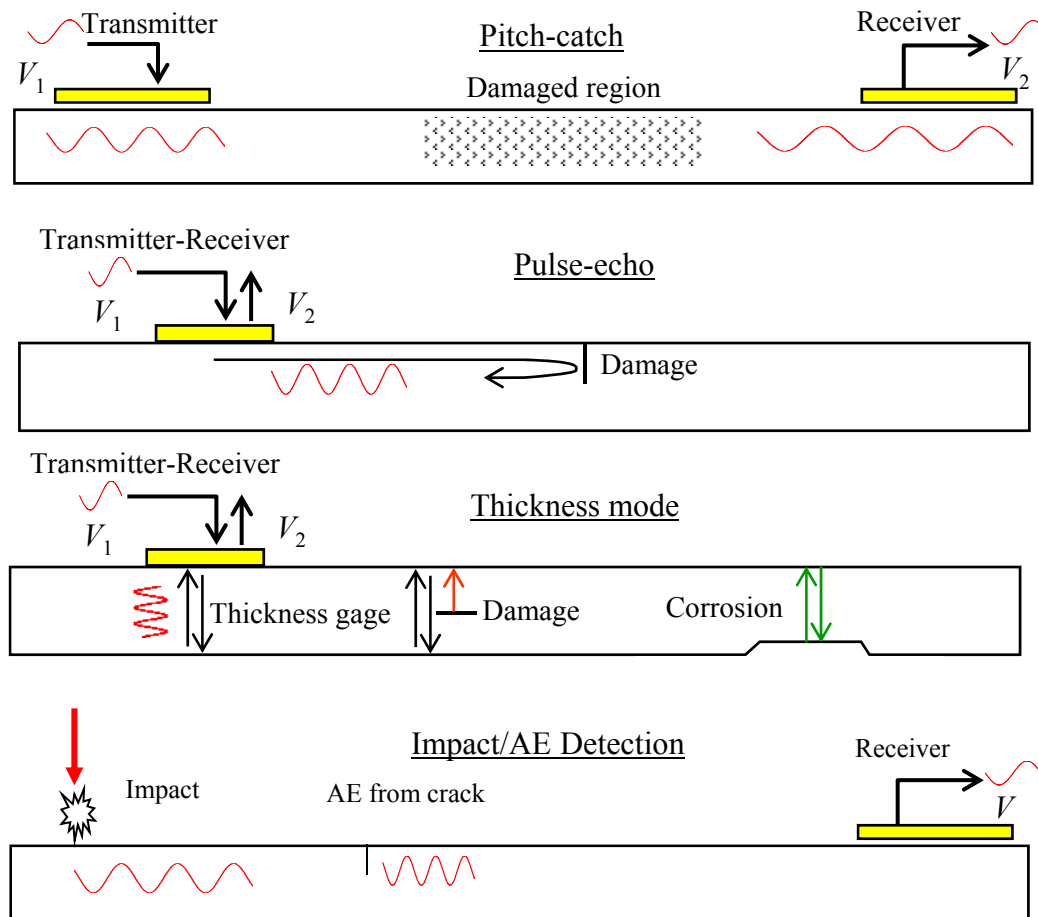 Transmitter
Pitch-catch
Receiver
V1
V2
Damaged region
Transmitter-Receiver
Pulse-echo
V1
V2
Damage
Transmitter-Receiver
Thickness mode
V1
V2
Thickness gage
Damage
Corrosion
Impact/AE Detection
Receiver
Impact
AE from crack
V